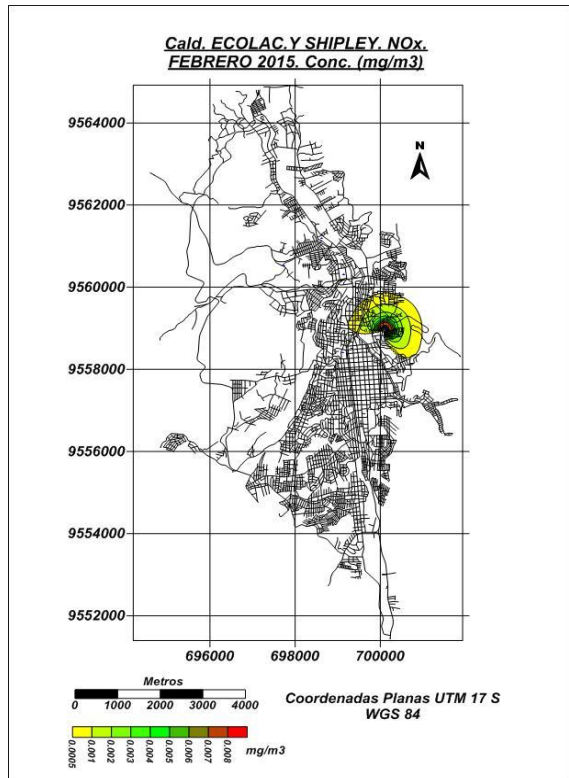 Cald. ECOLAC.Y SHIPLEY. NOx.
FEBRERO 2015. Conc. (mg/m3)
9564000
N
9562000
9560000
9558000
9556000
9554000
9552000
696000 698000 700000
Metros
0 1000 2000 3000 4000
Coordenadas Planas UTM 17 S
WGS 84
0.0005 0.001 0.002 0.003 0.004 0.005 0.006 0.007 0.008
mg/m3